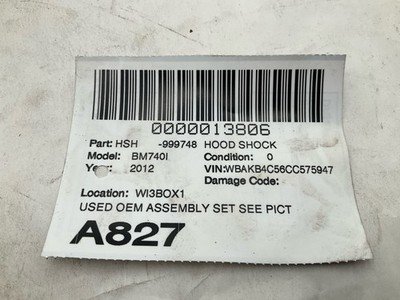 0000013806
Part: HSH -999748 HOOD SHOCK
Model: BM740I Condition: 0
Year: 2012 VIN:WBAKB4C56CC575947
Damage Code:
Location: WI3BOX1
USED OEM ASSEMBLY SET SEE PICT
A827